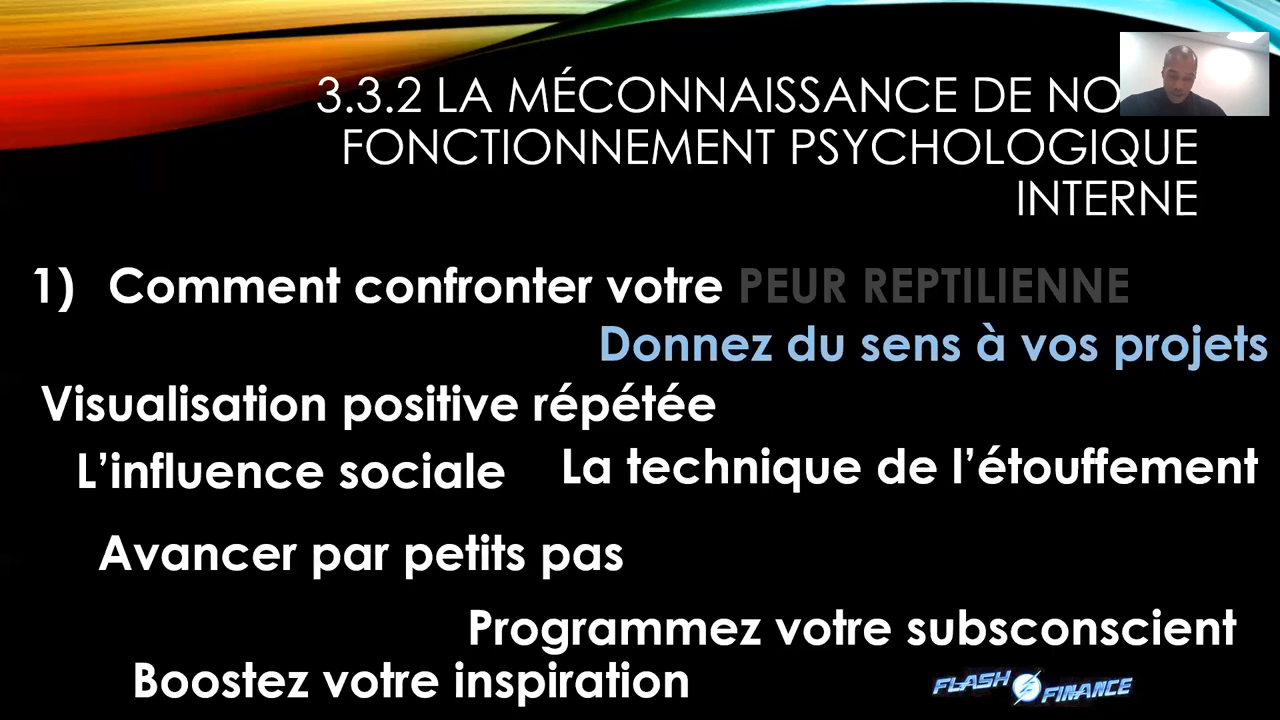 3.3.2 LA MÉCONNAISSANCE DE NO
FONCTIONNEMENT PSYCHOLOGIQUE
INTERNE
1) Comment confronter votre PEUR REPTILIENNE
Donnez du sens à vos projets
Visualisation positive répétée
L’influence sociale
La technique de l’étouffement
Avancer par petits pas
Programmez votre subsconscient
Boostez votre inspiration
FLASH FINANCE